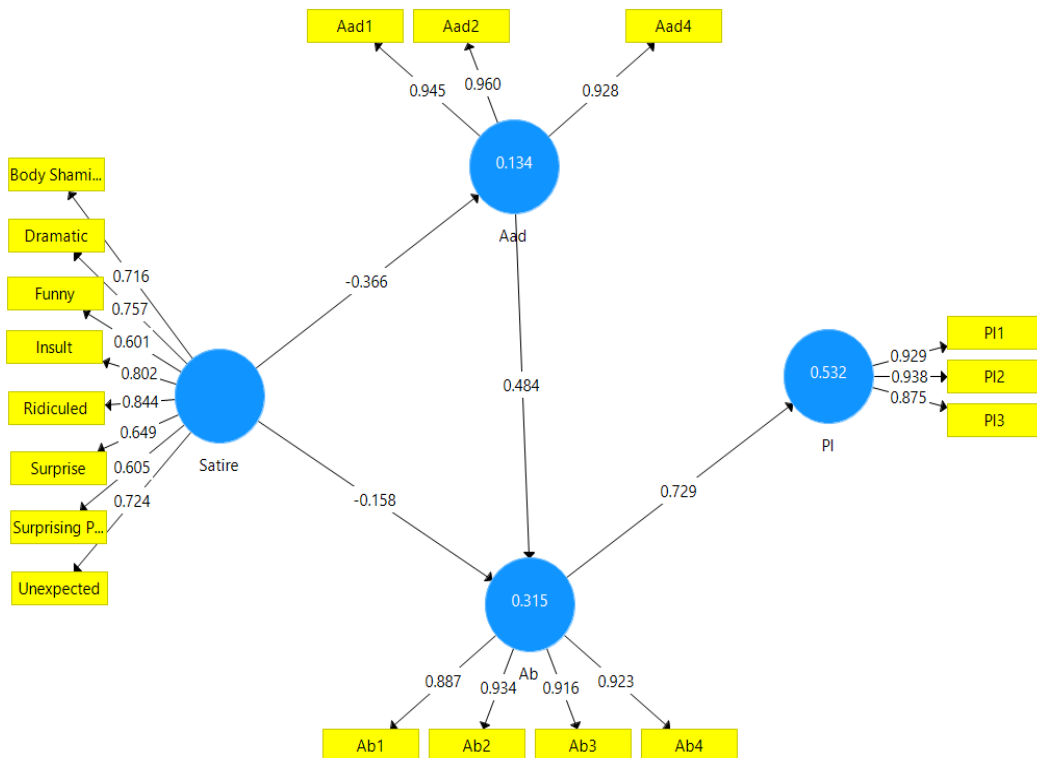 Aad1 Aad2 Aad4
0.945 0.960 0.928
0.134
Aad
Body Shami...
Dramatic
Funny
Insult
Ridiculed
Surprise
Surprising P...
Unexpected
0.716
0.757
0.601
0.802
0.844
0.649
0.605
0.724
Satire
-0.366
-0.158
0.484
0.729
0.532
PI
0.929
0.938
0.875
PI1
PI2
PI3
0.315
Ab
0.887 0.934 0.916 0.923
Ab1 Ab2 Ab3 Ab4